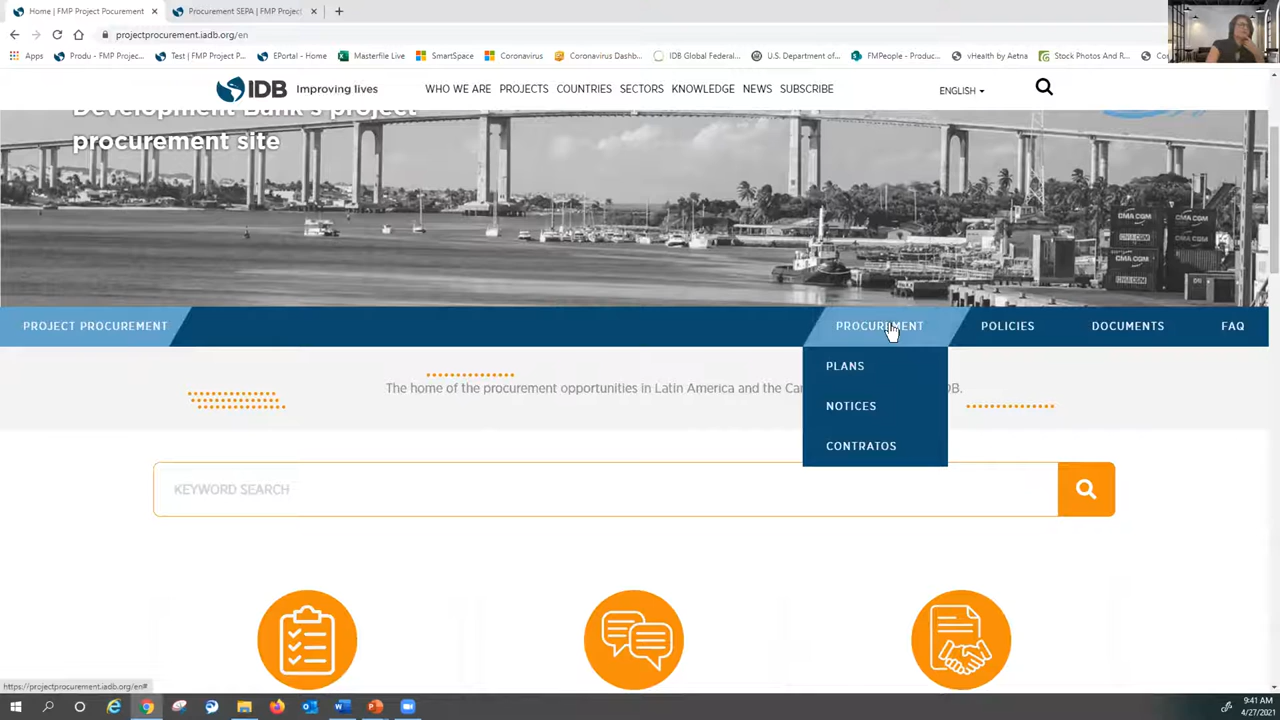 Home | FMP Project Pocurement
Procurement SEPA | FMP Project
projectprocurement.iadb.org/en
Apps
Produ - FMP Projec...
Test | FMP Project P...
EPortal - Home
Masterfile Live
SmartSpace
Coronavirus
Coronavirus Dashb...
IDB Global Federal...
U.S. Department of...
FMPeople - Produc...
vHealth by Aetna
Stock Photos And R...
IDB Improving lives
WHO WE ARE PROJECTS COUNTRIES SECTORS KNOWLEDGE NEWS SUBSCRIBE
ENGLISH
Development Bank's project
procurement site
CMA CGM
CMA CGM
PROJECT PROCUREMENT
PROCUREMENT
POLICIES
DOCUMENTS
FAQ
PLANS
NOTICES
CONTRATOS
The home of the procurement opportunities in Latin America and the
KEYWORD SEARCH
https://projectprocurement.iadb.org/en#
9:41 AM
4/27/2021